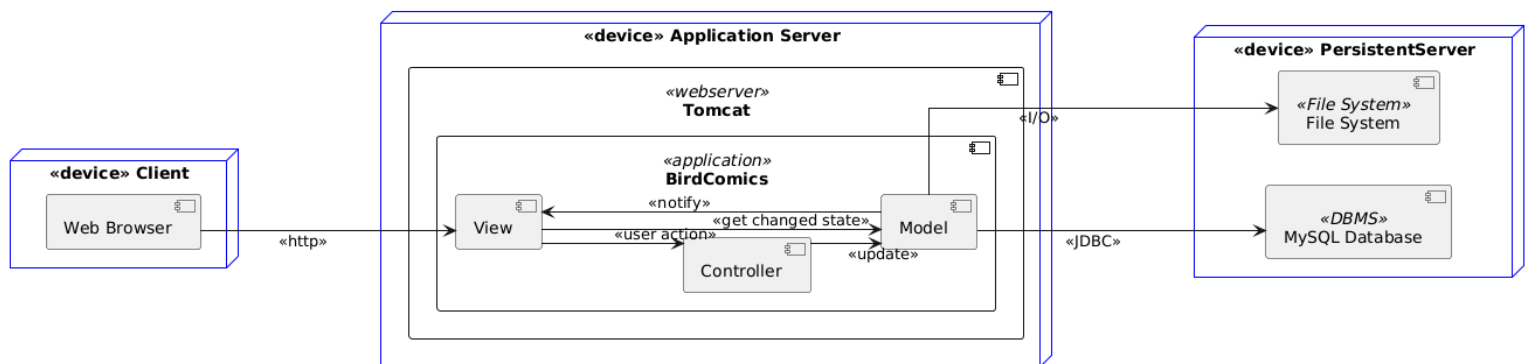 «device» Client
Web Browser
«http»
«device» Application Server
«webserver»
Tomcat
«application»
BirdComics
View
«notify»
«get changed state»
«user action»
Controller
«update»
Model
«I/O»
«JDBC»
«device» PersistentServer
«File System»
File System
«DBMS»
MySQL Database